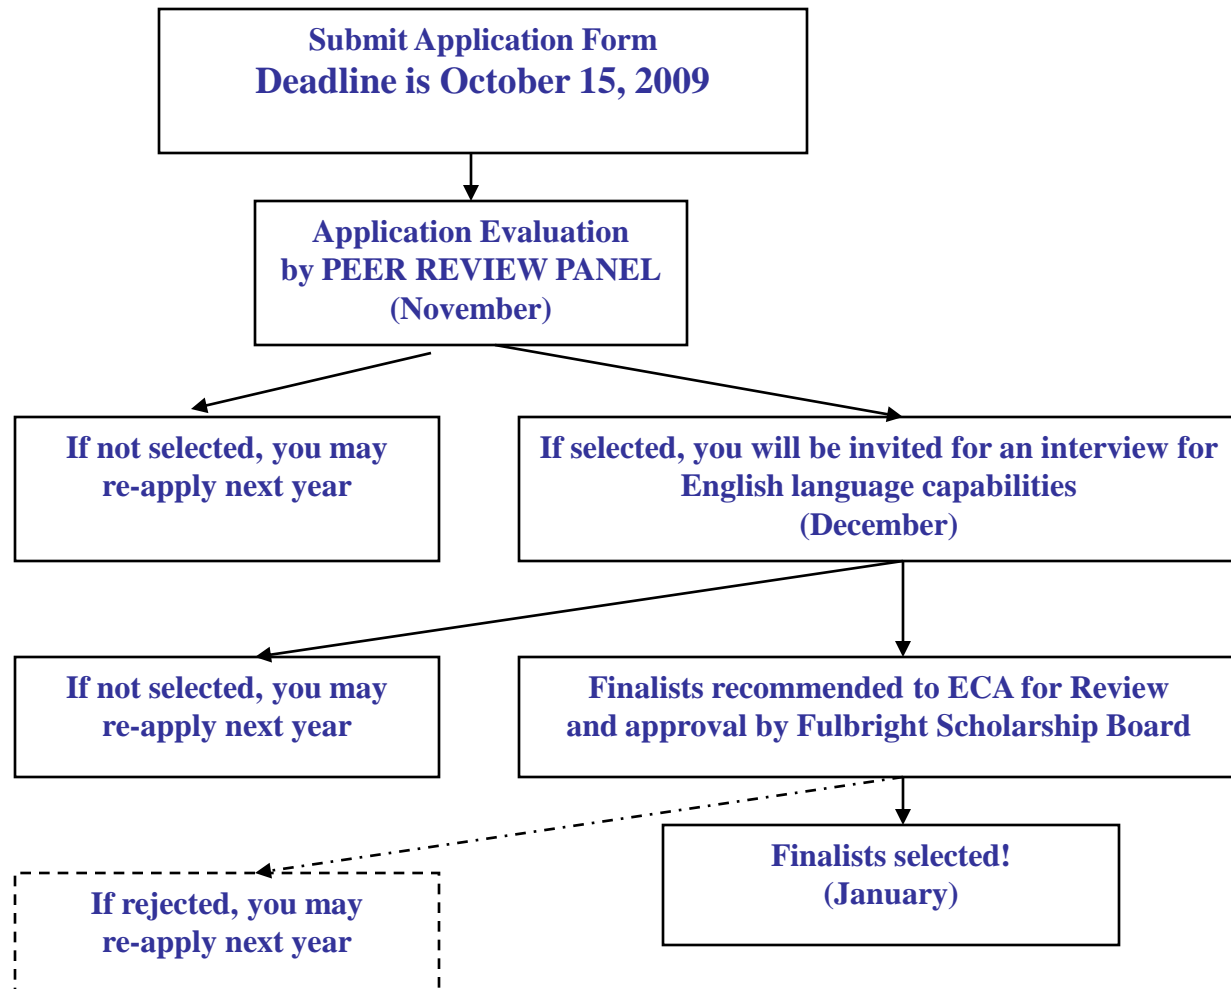 Submit Application Form
Deadline is October 15, 2009
Application Evaluation
by PEER REVIEW PANEL
(November)
If not selected, you may
re-apply next year
If selected, you will be invited for an interview for
English language capabilities
(December)
If not selected, you may
re-apply next year
Finalists recommended to ECA for Review
and approval by Fulbright Scholarship Board
Finalists selected!
(January)
If rejected, you may
re-apply next year